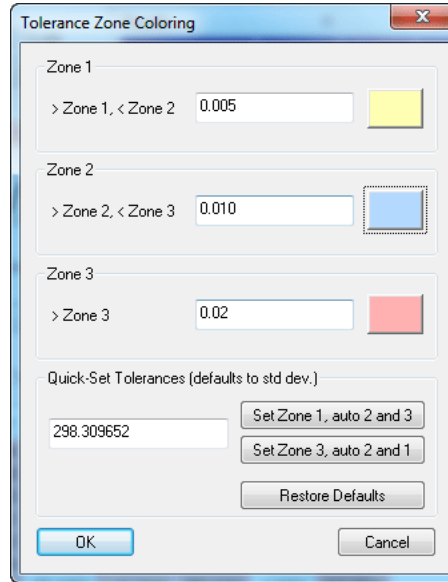 Tolerance Zone Coloring
Zone 1
> Zone 1, < Zone 2 0.005
Zone 2
> Zone 2, < Zone 3 0.010
Zone 3
> Zone 3 0.02
Quick-Set Tolerances (defaults to std dev.)
298.309652
Set Zone 1, auto 2 and 3
Set Zone 3, auto 2 and 1
Restore Defaults
OK Cancel